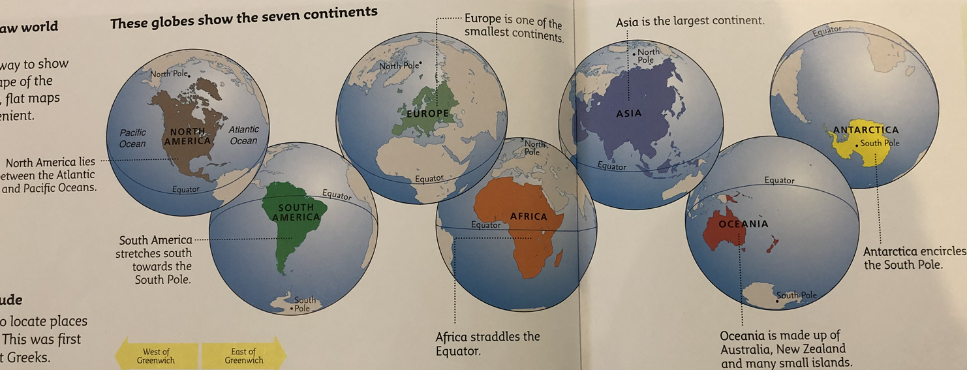 aw world
way to show
ape of the
, flat maps
enient.
These globes show the seven continents
Europe is one of the
smallest continents.
Asia is the largest continent.
North Pole
Pacific
Ocean
NORTH
AMERICA
Atlantic
Ocean
Equator
North America lies
etween the Atlantic
and Pacific Oceans.
SOUTH
AMERICA
Equator
South
Pole
South America
stretches south
towards the
South Pole.
North Pole
EUROPE
Equator
North
Pole
AFRICA
Equator
Africa straddles the
Equator.
North
Pole
ASIA
Equator
Equator
OCEANIA
South Pole
Oceania is made up of
Australia, New Zealand
and many small islands.
Equator
ANTARCTICA
South Pole
Antarctica encircles
the South Pole.
ude
o locate places
This was first
t Greeks.
West of
Greenwich
East of
Greenwich